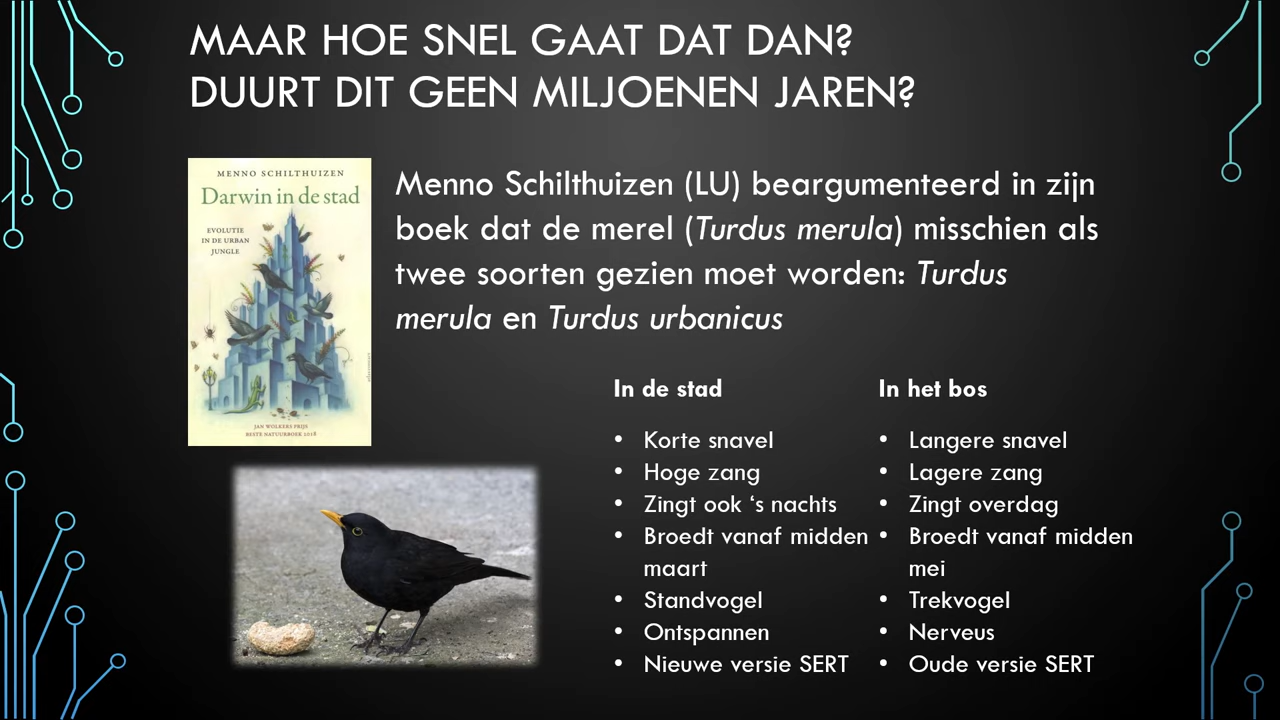 MAAR HOE SNEL GAAT DAT DAN?
DUURT DIT GEEN MILJOENEN JAREN?
MENNO SCHILTHUIZEN
Darwin in de stad
EVOLUTIE
IN DE URBAN
JUNGLE
JAN WOLKERS PRIJS
BESTE NATUURBOEK 2018
Menno Schilthuizen (LU) beargumenteerd in zijn
boek dat de merel (Turdus merula) misschien als
twee soorten gezien moet worden: Turdus
merula en Turdus urbanicus
In de stad
• Korte snavel
• Hoge zang
• Zingt ook ‘s nachts
• Broedt vanaf midden
maart
• Standvogel
• Ontspannen
• Nieuwe versie SERT
In het bos
• Langere snavel
• Lagere zang
• Zingt overdag
• Broedt vanaf midden
mei
• Trekvogel
• Nerveus
• Oude versie SERT